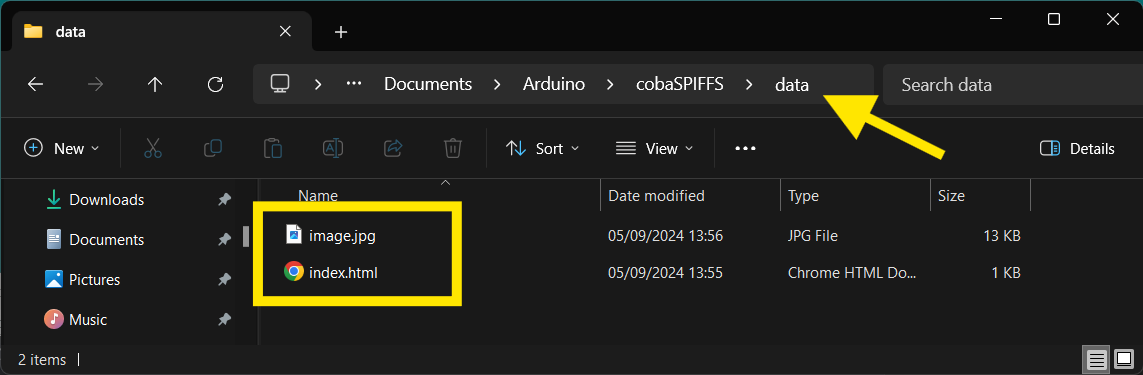 data
Documents Arduino cobaSPIFFS data Search data
New Sort View Details
Downloads
Documents
Pictures
Music
Name Date modified Type Size
image.jpg 05/09/2024 13:56 JPG File 13 KB
index.html 05/09/2024 13:55 Chrome HTML Do... 1 KB
2 items